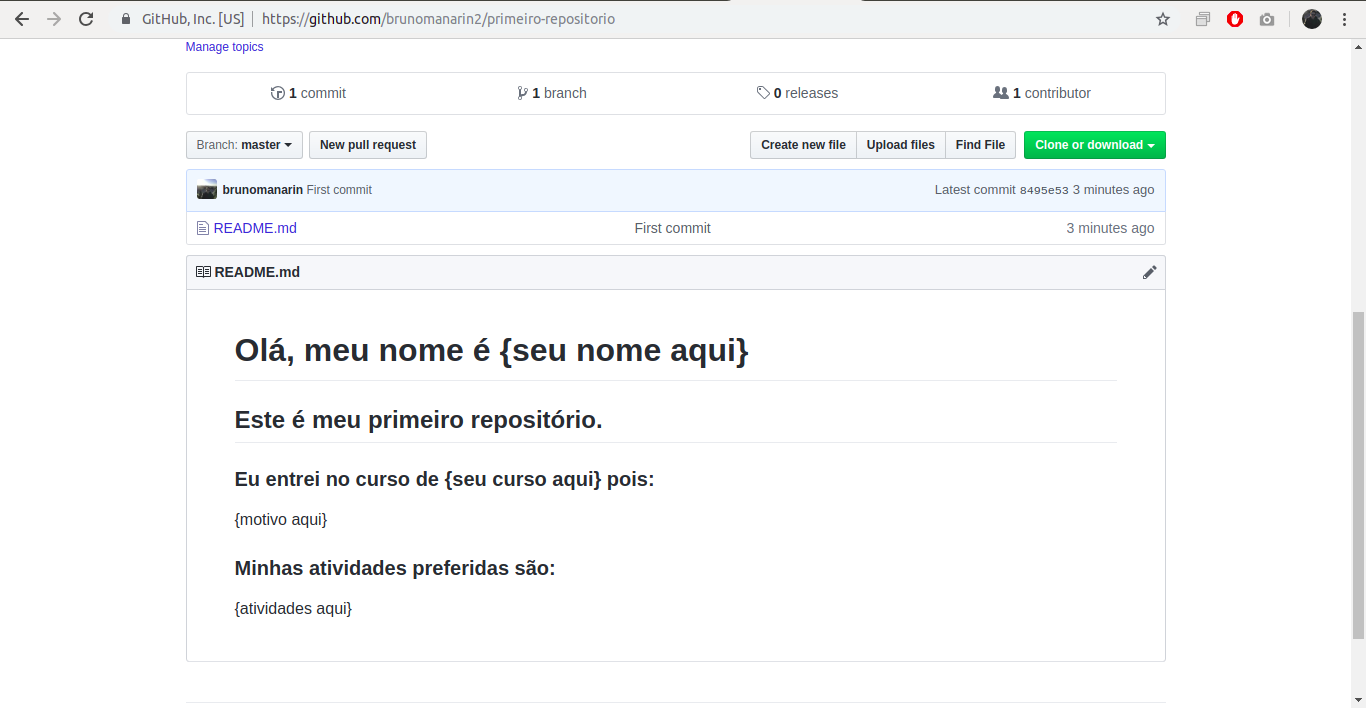 GitHub, Inc. [US] https://github.com/brunomanarin2/primeiro-repositorio
Manage topics
1 commit 1 branch 0 releases 1 contributor
Branch: master New pull request Create new file Upload files Find File Clone or download
brunomanarin First commit Latest commit 8495e53 3 minutes ago
README.md First commit 3 minutes ago
README.md
Olá, meu nome é {seu nome aqui}
Este é meu primeiro repositório.
Eu entrei no curso de {seu curso aqui} pois:
{motivo aqui}
Minhas atividades preferidas são:
{atividades aqui}